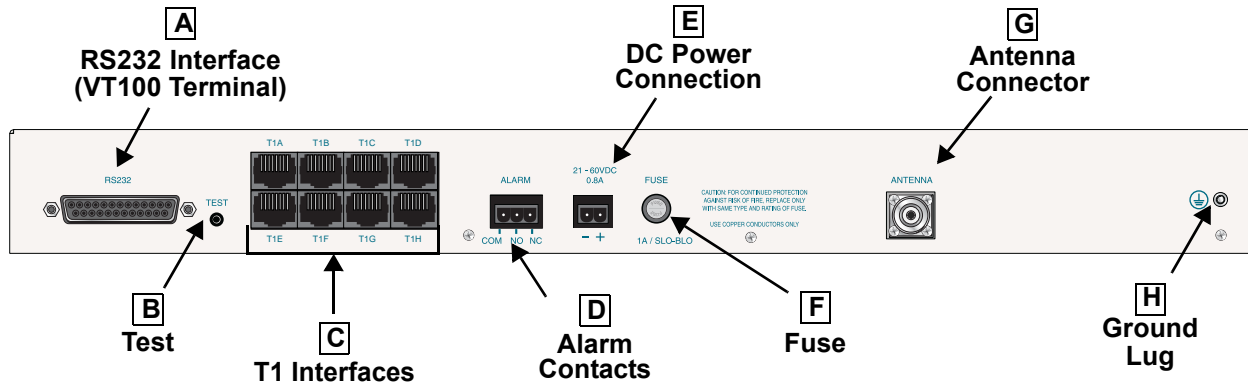 A
RS232 Interface
(VT100 Terminal)
E
DC Power
Connection
G
Antenna
Connector
T1A T1B T1C T1D
RS232
TEST
T1E T1F T1G T1H
ALARM
COM NO NC
21 - 60VDC
0.8A
- +
FUSE
1A / SLO-BLO
CAUTION: FOR CONTINUED PROTECTION
AGAINST RISK OF FIRE, REPLACE ONLY
WITH SAME TYPE AND RATING OF FUSE.
USE COPPER CONDUCTORS ONLY
ANTENNA
B
Test
C
T1 Interfaces
D
Alarm
Contacts
F
Fuse
H
Ground
Lug